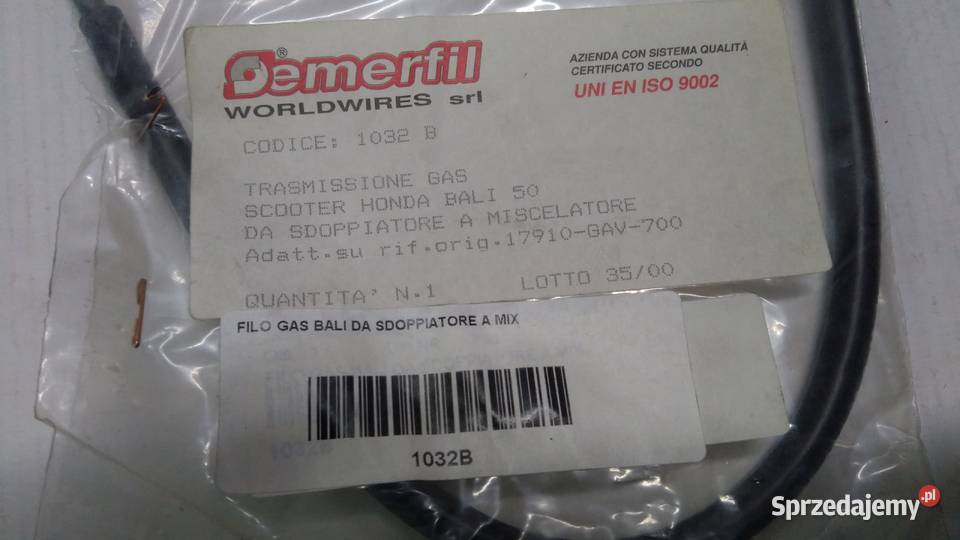 Semerfil®
WORLDWIRES srl
AZIENDA CON SISTEMA QUALITÀ
CERTIFICATO SECONDO
UNI EN ISO 9002
CODICE: 1032 B
TRASMISSIONE GAS
SCOOTER HONDA BALI 50
DA SDOPPIATORE A MISCELATORE
Adatt.su rif.orig.17910-GAV-700
QUANTITA' N.1 LOTTO 35/00
FILO GAS BALI DA SDOPPIATORE A MIX
1032B
1032B
Sprzedajemy.pl